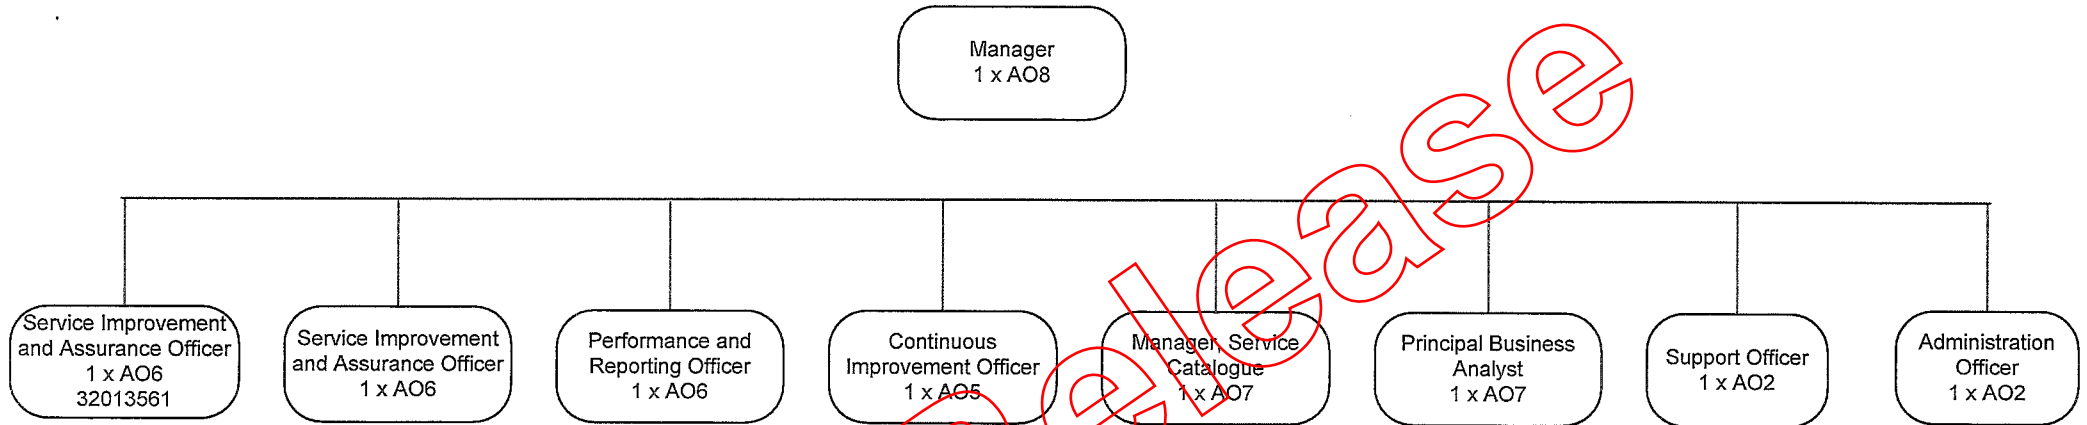 Manager
1 x AO8
Service Improvement
and Assurance Officer
1 x AO6
32013561
Service Improvement
and Assurance Officer
1 x AO6
Performance and
Reporting Officer
1 x AO6
Continuous
Improvement Officer
1 x AO5
Manager, Service
Catalogue
1 x AO7
Principal Business
Analyst
1 x AO7
Support Officer
1 x AO2
Administration
Officer
1 x AO2
elease